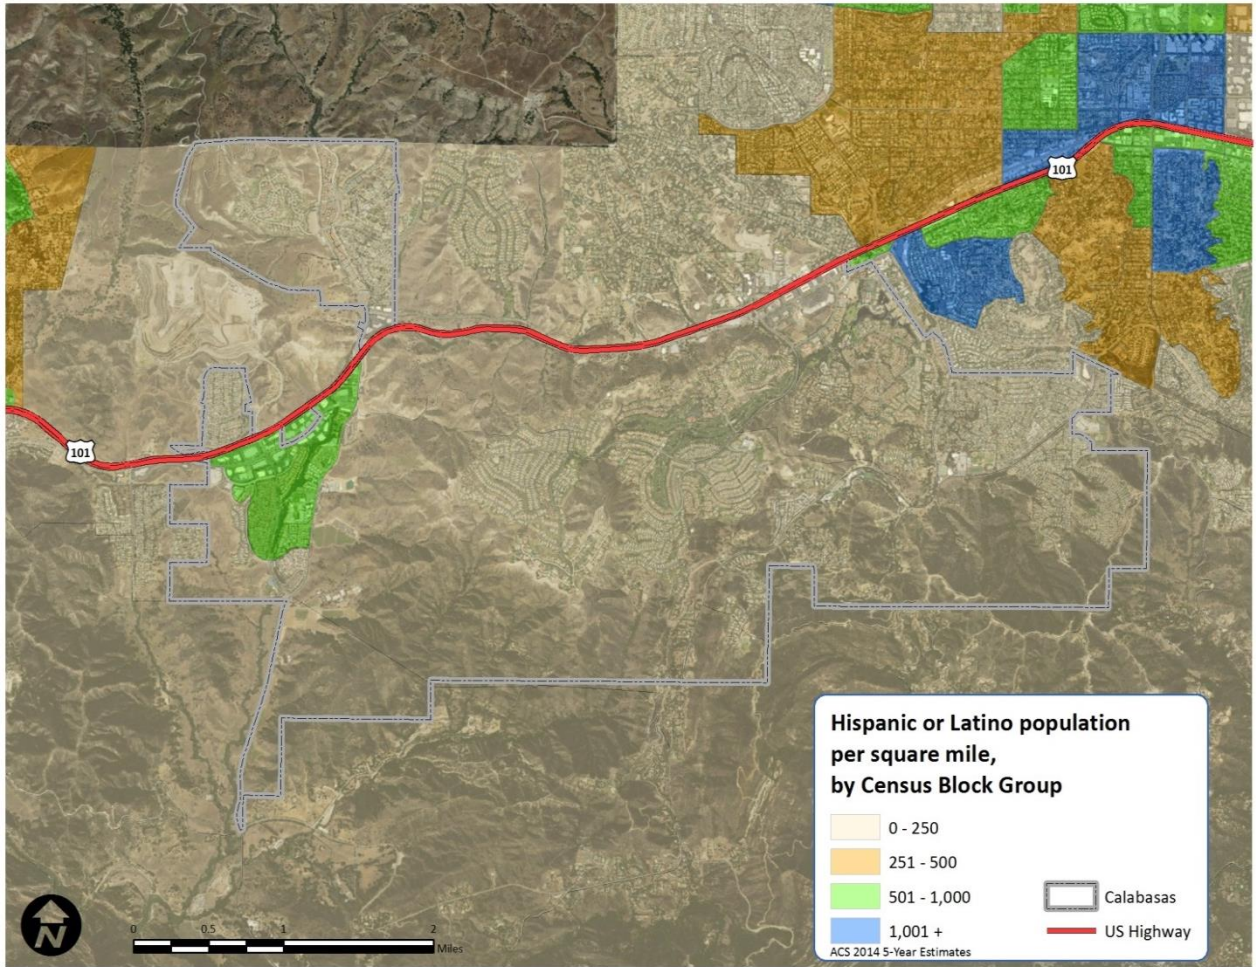 101
101
Hispanic or Latino population
per square mile,
by Census Block Group
0 - 250
251 - 500
501 - 1,000
1,001 +
Calabasas
US Highway
ACS 2014 5-Year Estimates
N
0 0.5 1 2
Miles